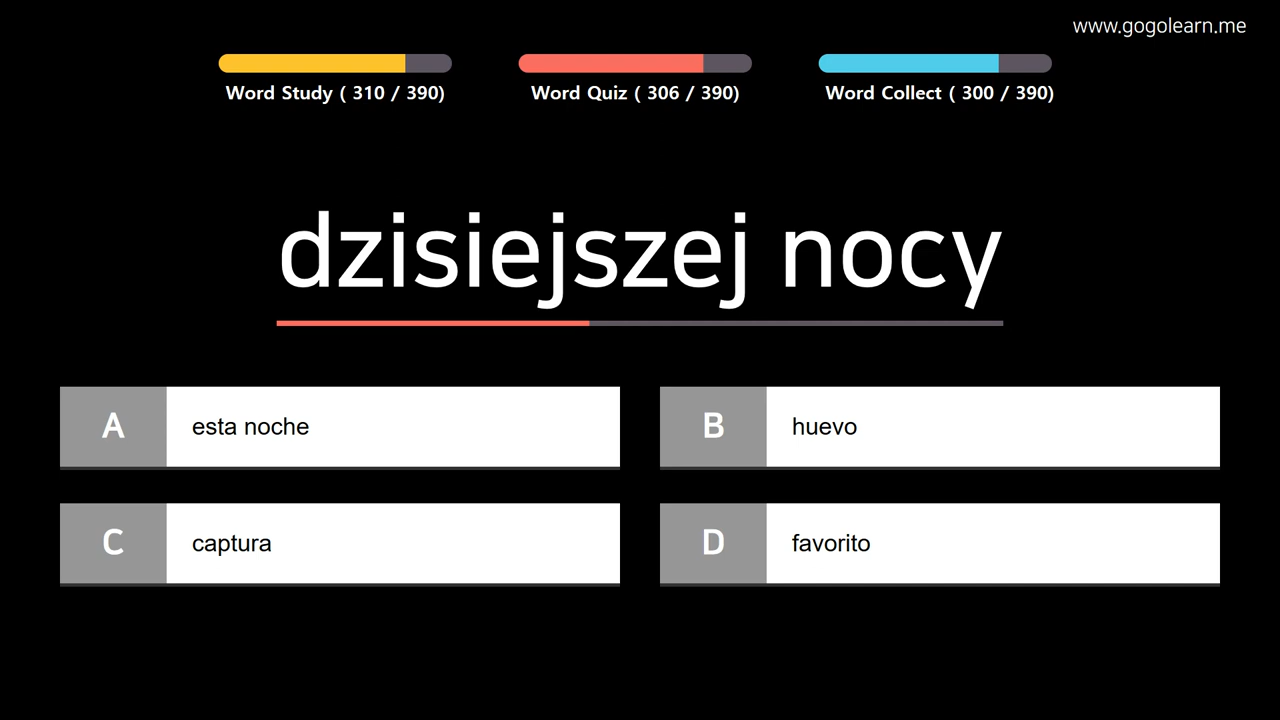 www.gogolearn.me
Word Study ( 310 / 390)
Word Quiz ( 306 / 390)
Word Collect ( 300 / 390)
dzisiejszej nocy
A esta noche
B huevo
C captura
D favorito